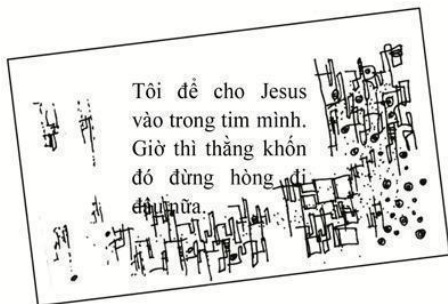 Tôi để cho Jesus
vào trong tim mình.
Giờ thì thằng khốn
đó đừng hòng đi
đâu nữa